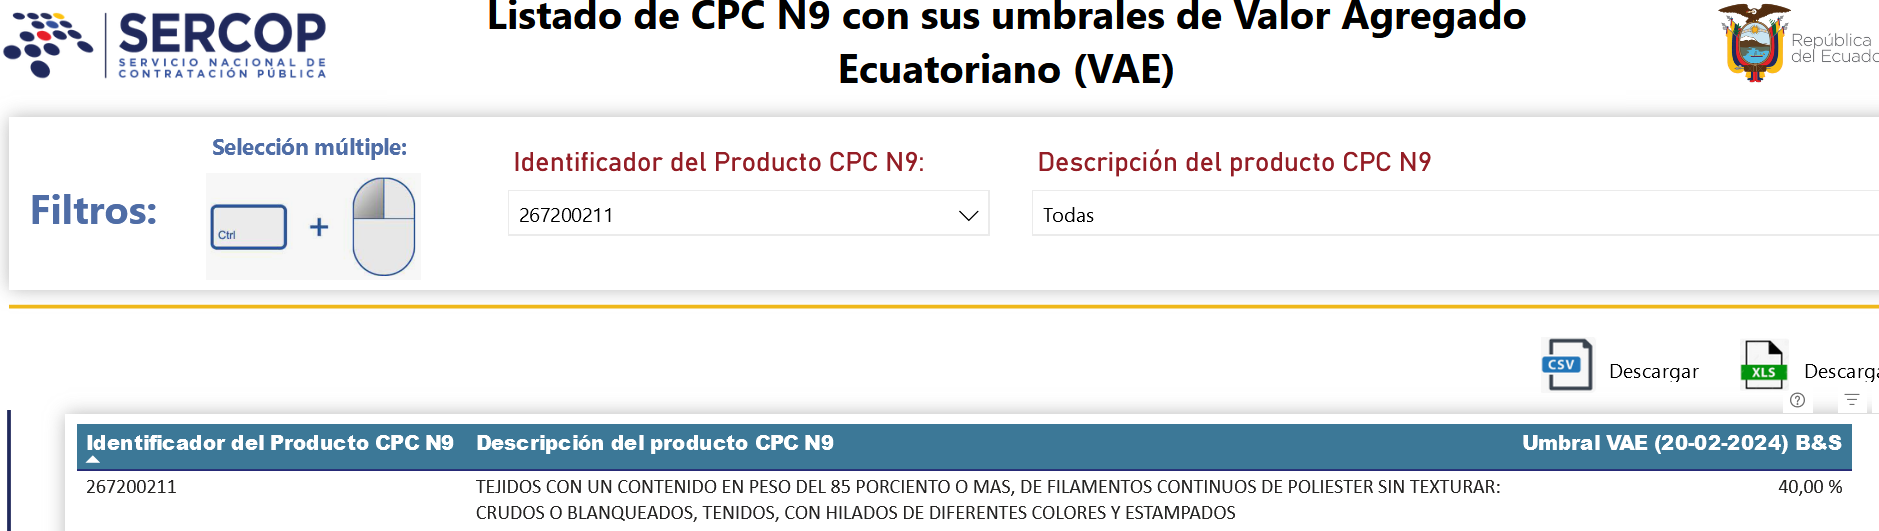 SERCOP
SERVICIO NACIONAL DE
CONTRATACIÓN PÚBLICA
Listado de CPC N9 con sus umbrales de Valor Agregado
Ecuatoriano (VAE)
República
del Ecuado
Filtros:
Selección múltiple:
Ctrl
+
Identificador del Producto CPC N9:
267200211
Descripción del producto CPC N9
Todas
CSV
Descargar
XLS
Descarga
Identificador del Producto CPC N9 Descripción del producto CPC N9 Umbral VAE (20-02-2024) B&S
267200211 TEJIDOS CON UN CONTENIDO EN PESO DEL 85 PORCIENTO O MAS, DE FILAMENTOS CONTINUOS DE POLIESTER SIN TEXTURAR: 40,00 %
CRUDOS O BLANQUEADOS, TENIDOS, CON HILADOS DE DIFERENTES COLORES Y ESTAMPADOS